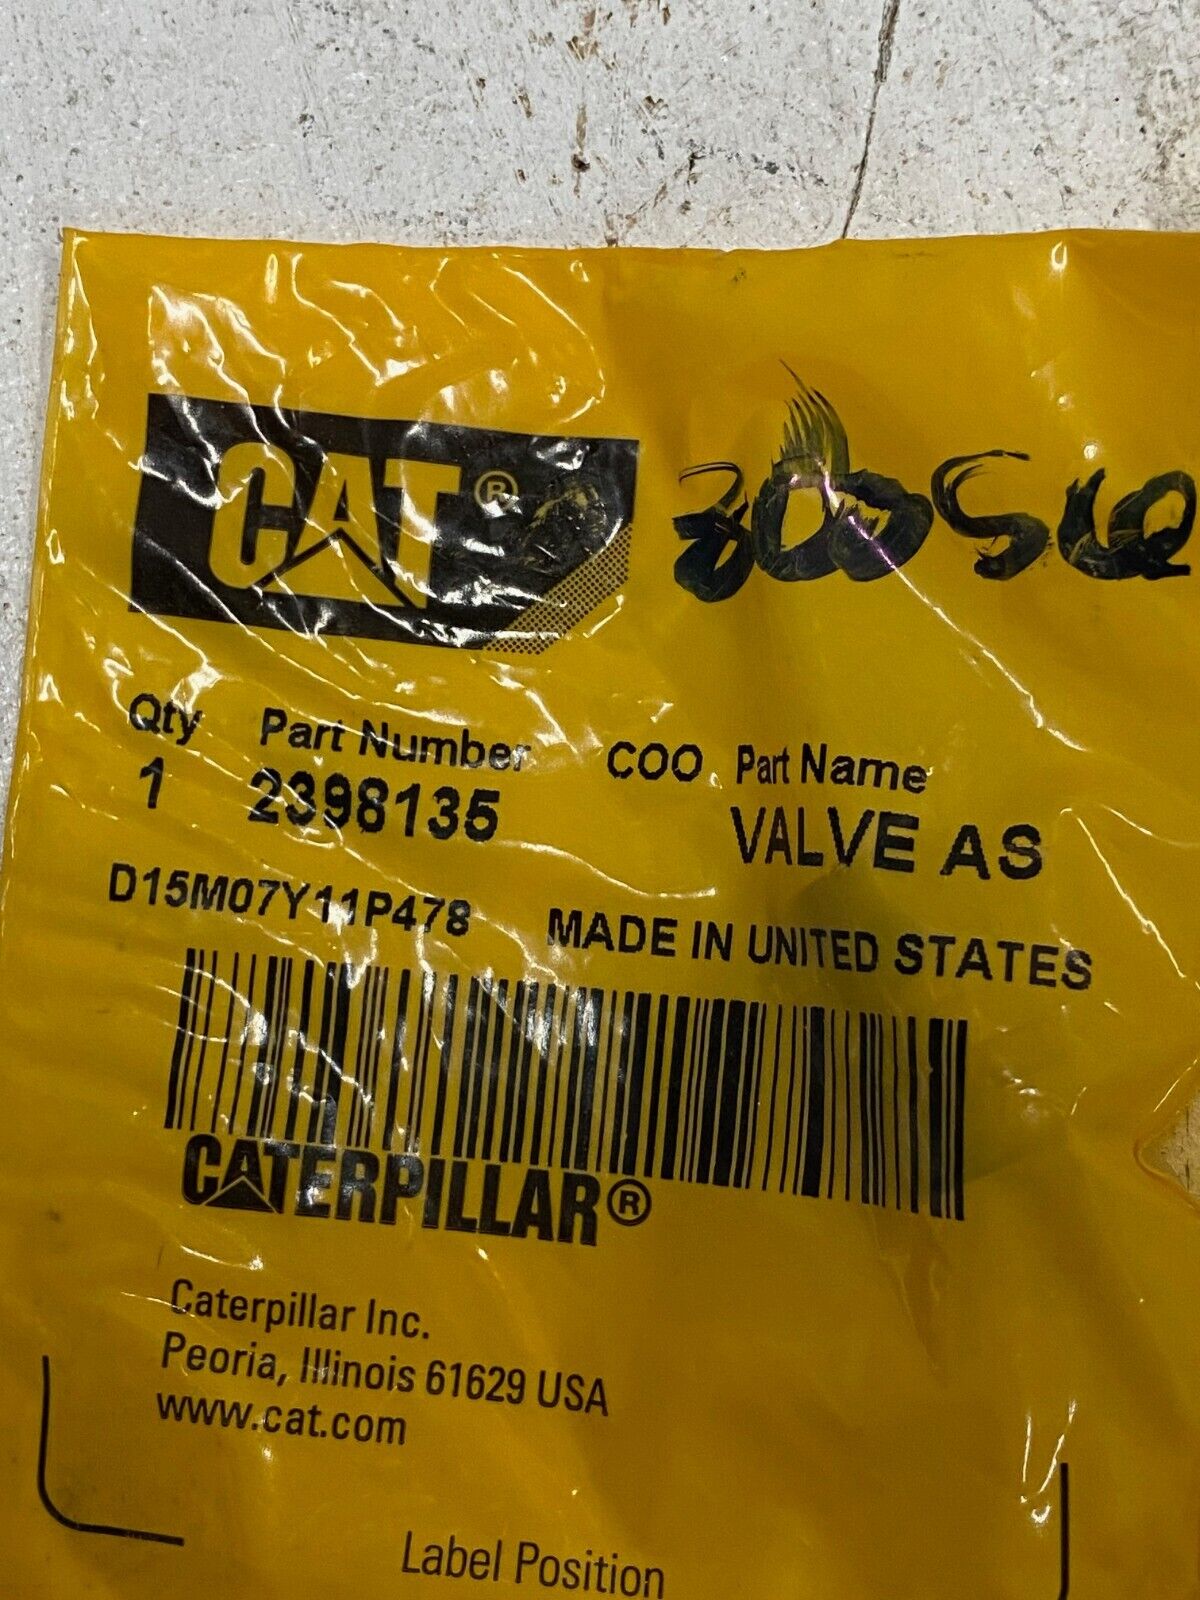 CAT®
Qty Part Number COO Part Name
1 2398135 VALVE AS
D15M07Y11P478 MADE IN UNITED STATES
CATERPILLAR®
Caterpillar Inc.
Peoria, Illinois 61629 USA
www.cat.com
Label Position